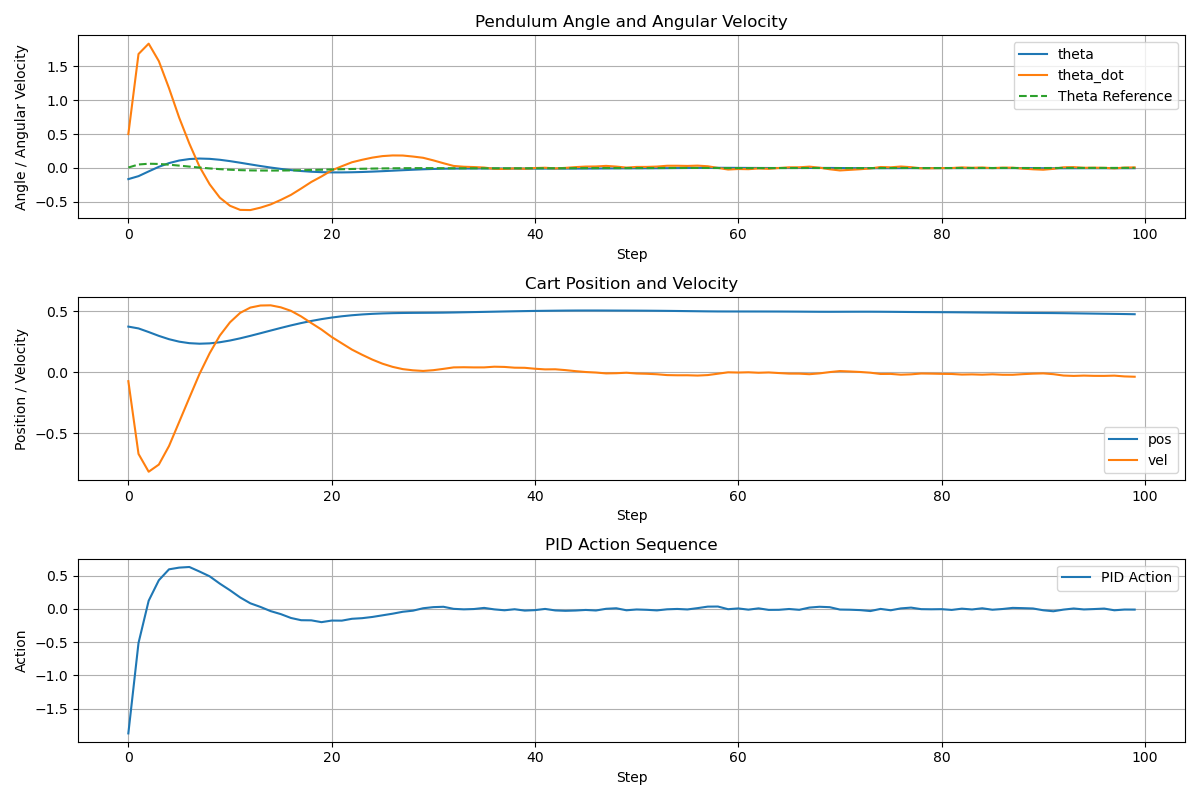 Pendulum Angle and Angular Velocity
Angle / Angular Velocity
1.5
1.0
0.5
0.0
−0.5
theta
theta_dot
Theta Reference
0 20 40 60 80 100
Step
Cart Position and Velocity
Position / Velocity
0.5
0.0
−0.5
pos
vel
0 20 40 60 80 100
Step
PID Action Sequence
Action
0.5
0.0
−0.5
−1.0
−1.5
PID Action
0 20 40 60 80 100
Step